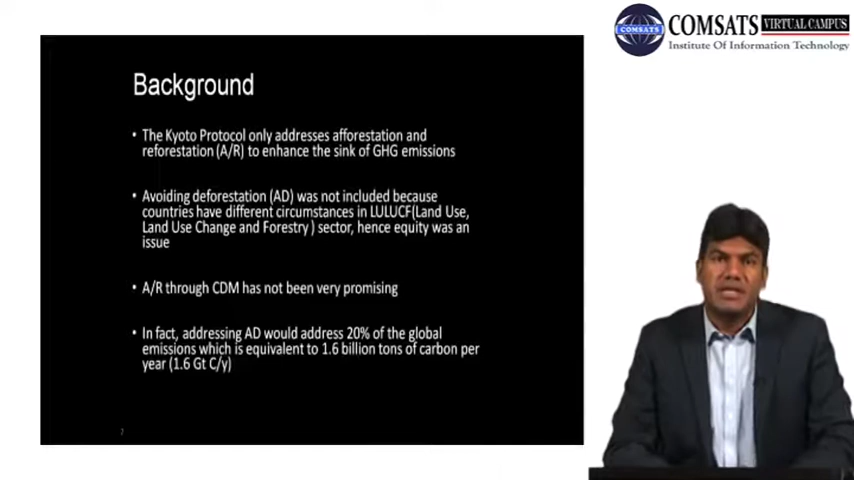 COMSATS
COMSATS VIRTUAL CAMPUS
Institute Of Information Technology
Background
• The Kyoto Protocol only addresses afforestation and
reforestation (A/R) to enhance the sink of GHG emissions
• Avoiding deforestation (AD) was not included because
countries have different circumstances in LULUCF(Land Use,
Land Use Change and Forestry ) sector, hence equity was an
issue
• A/R through CDM has not been very promising
• In fact, addressing AD would address 20% of the global
emissions which is equivalent to 1.6 billion tons of carbon per
year (1.6 Gt C/y)